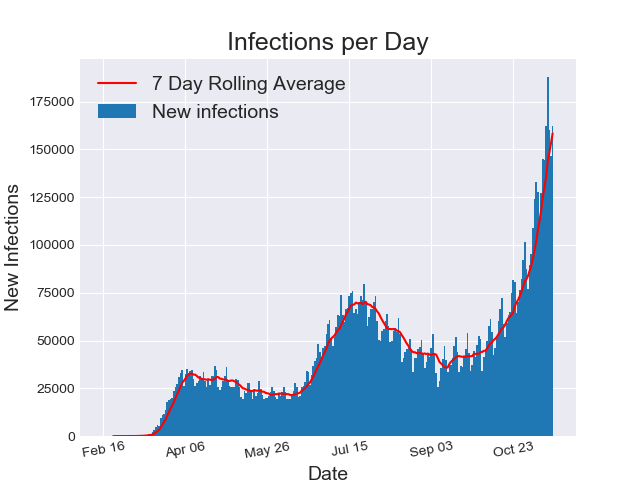 Infections per Day
7 Day Rolling Average
New infections
New Infections
175000
150000
125000
100000
75000
50000
25000
0
Feb 16 Apr 06 May 26 Jul 15 Sep 03 Oct 23
Date